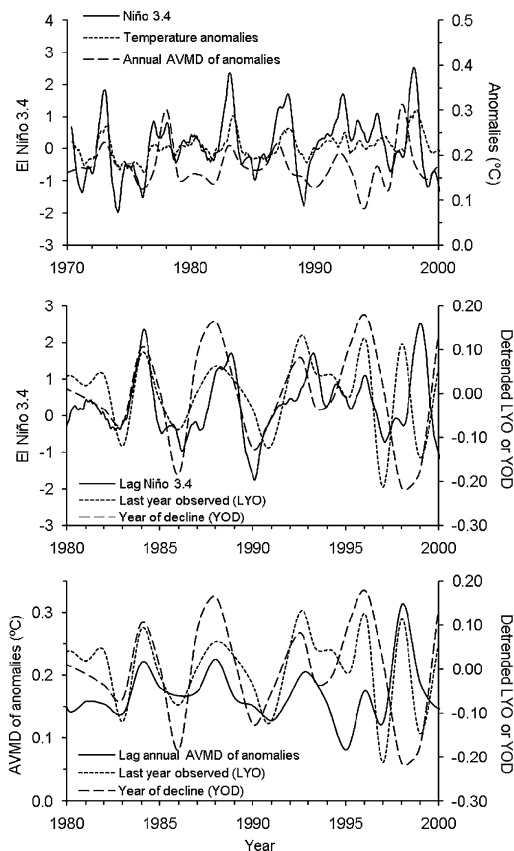 Niño 3.4
Temperature anomalies
Annual AVMD of anomalies
El Niño 3.4
4
3
2
1
0
-1
-2
-3
Anomalies (°C)
0.5
0.4
0.3
0.2
0.1
0.0
1970 1980 1990 2000
El Niño 3.4
3
2
1
0
-1
-2
-3
Detrended LYO or YOD
0.20
0.10
0.00
-0.10
-0.20
-0.30
Lag Niño 3.4
Last year observed (LYO)
Year of decline (YOD)
1980 1985 1990 1995 2000
AVMD of anomalies (ºC)
0.3
0.2
0.1
0.0
Detrended LYO or YOD
0.20
0.10
0.00
-0.10
-0.20
-0.30
Lag annual AVMD of anomalies
Last year observed (LYO)
Year of decline (YOD)
1980 1985 1990 1995 2000
Year